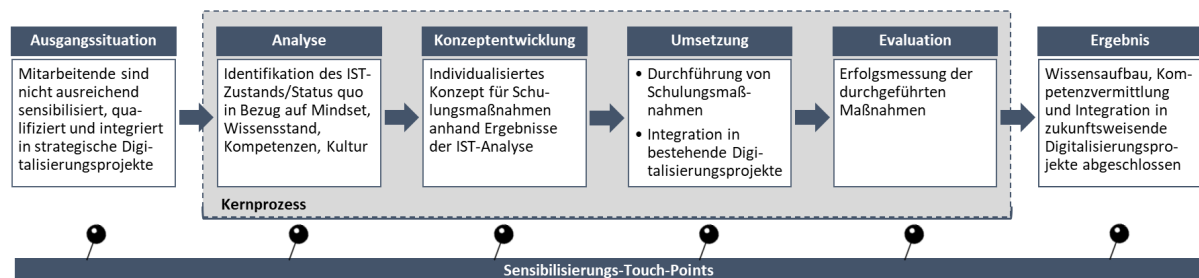 Ausgangssituation
Mitarbeitende sind
nicht ausreichend
sensibilisiert, qua-
lifiziert und integriert
in strategische Digi-
talisierungsprojekte
Analyse
Identifikation des IST-
Zustands/Status quo
in Bezug auf Mindset,
Wissensstand,
Kompetenzen, Kultur
Konzeptentwicklung
Individualisiertes
Konzept für Schu-
lungsmaßnahmen
anhand Ergebnisse
der IST-Analyse
Umsetzung
• Durchführung von
Schulungsmaß-
nahmen
• Integration in
bestehende Digi-
talisierungsprojekte
Evaluation
Erfolgsmessung der
durchgeführten
Maßnahmen
Ergebnis
Wissensaufbau, Kom-
petenzvermittlung
und Integration in
zukunftsweisende
Digitalisierungspro-
jekte abgeschlossen
Kernprozess
Sensibilisierungs-Touch-Points